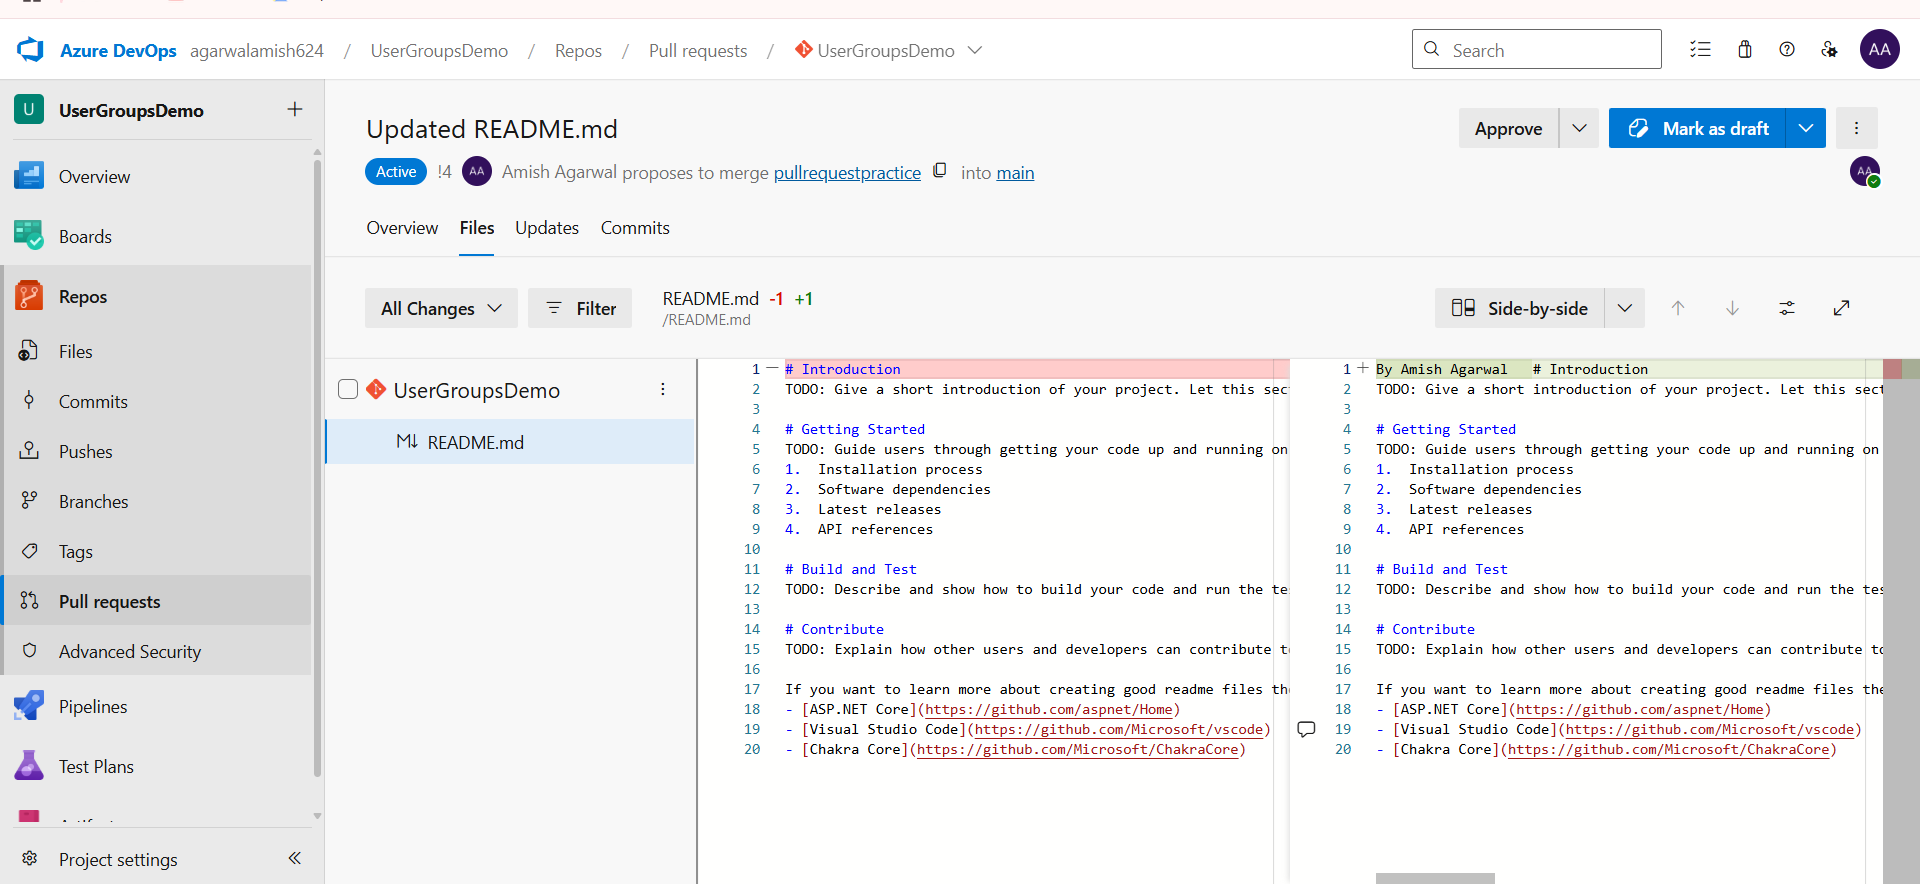 Azure DevOps agarwalamish624 / UserGroupsDemo / Repos / Pull requests / UserGroupsDemo
Search
AA
U UserGroupsDemo
Overview
Boards
Repos
Files
Commits
Pushes
Branches
Tags
Pull requests
Advanced Security
Pipelines
Test Plans
Project settings
Updated README.md
Approve
Mark as draft
Active !4 AA Amish Agarwal proposes to merge pullrequestpractice into main
AA
Overview Files Updates Commits
All Changes
Filter
README.md -1 +1
/README.md
Side-by-side
UserGroupsDemo
M↓ README.md
1 — # Introduction
2 TODO: Give a short introduction of your project. Let this sec
3
4 # Getting Started
5 TODO: Guide users through getting your code up and running on
6 1. Installation process
7 2. Software dependencies
8 3. Latest releases
9 4. API references
10
11 # Build and Test
12 TODO: Describe and show how to build your code and run the te
13
14 # Contribute
15 TODO: Explain how other users and developers can contribute t
16
17 If you want to learn more about creating good readme files th
18 - [ASP.NET Core](https://github.com/aspnet/Home)
19 - [Visual Studio Code](https://github.com/Microsoft/vscode)
20 - [Chakra Core](https://github.com/Microsoft/ChakraCore)
1 + By Amish Agarwal # Introduction
2 TODO: Give a short introduction of your project. Let this sect
3
4 # Getting Started
5 TODO: Guide users through getting your code up and running on
6 1. Installation process
7 2. Software dependencies
8 3. Latest releases
9 4. API references
10
11 # Build and Test
12 TODO: Describe and show how to build your code and run the tes
13
14 # Contribute
15 TODO: Explain how other users and developers can contribute to
16
17 If you want to learn more about creating good readme files the
18 - [ASP.NET Core](https://github.com/aspnet/Home)
19 - [Visual Studio Code](https://github.com/Microsoft/vscode)
20 - [Chakra Core](https://github.com/Microsoft/ChakraCore)